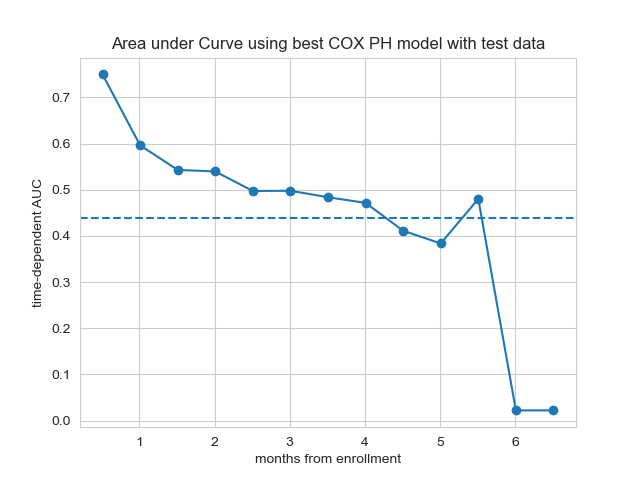 Area under Curve using best COX PH model with test data
time-dependent AUC
0.7
0.6
0.5
0.4
0.3
0.2
0.1
0.0
1 2 3 4 5 6
months from enrollment